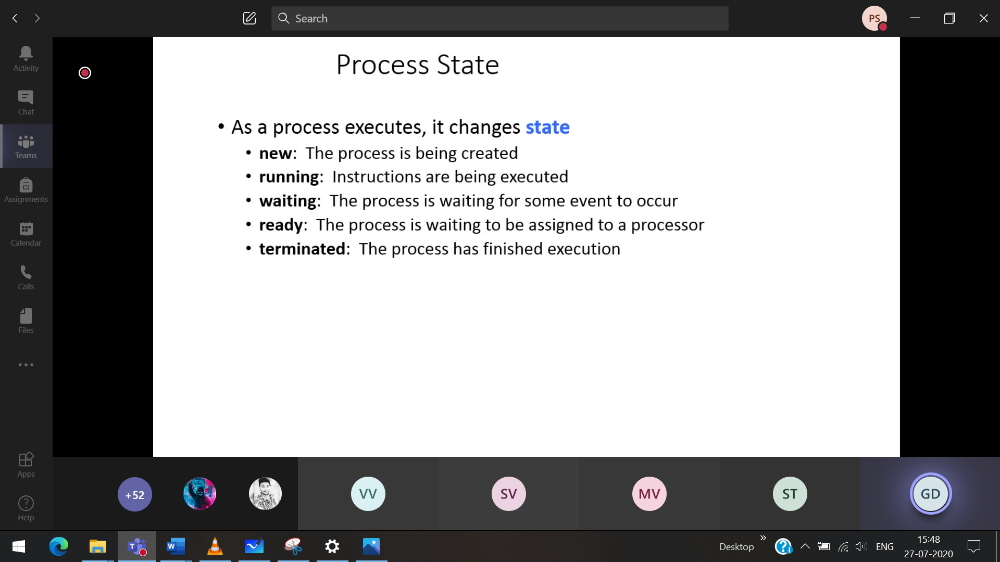 Search
PS
Activity
Chat
Teams
Assignments
Calendar
Calls
Files
Apps
Help
Process State
• As a process executes, it changes state
• new: The process is being created
• running: Instructions are being executed
• waiting: The process is waiting for some event to occur
• ready: The process is waiting to be assigned to a processor
• terminated: The process has finished execution
+52
VV
SV
MV
ST
GD
Desktop
ENG
15:48
27-07-2020